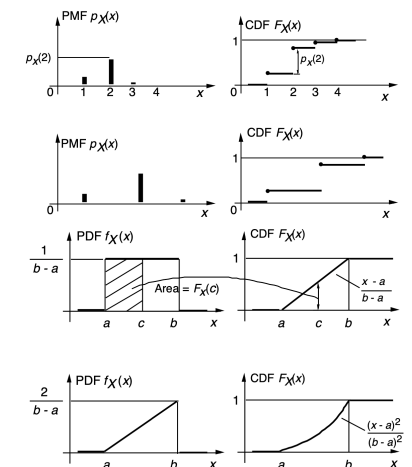 PMF p_X(x)
p_X(2)
0
1 2 3 4
x
CDF F_X(x)
1
p_X(2)
0
1 2 3 4
x
PMF p_X(x)
0
x
CDF F_X(x)
1
0
x
PDF f_X(x)
1
b - a
Area = F_X(c)
a c b x
CDF F_X(x)
1
x - a
b - a
a c b x
PDF f_X(x)
2
b - a
a b x
CDF F_X(x)
1
(x - a)²
(b - a)²
a b x